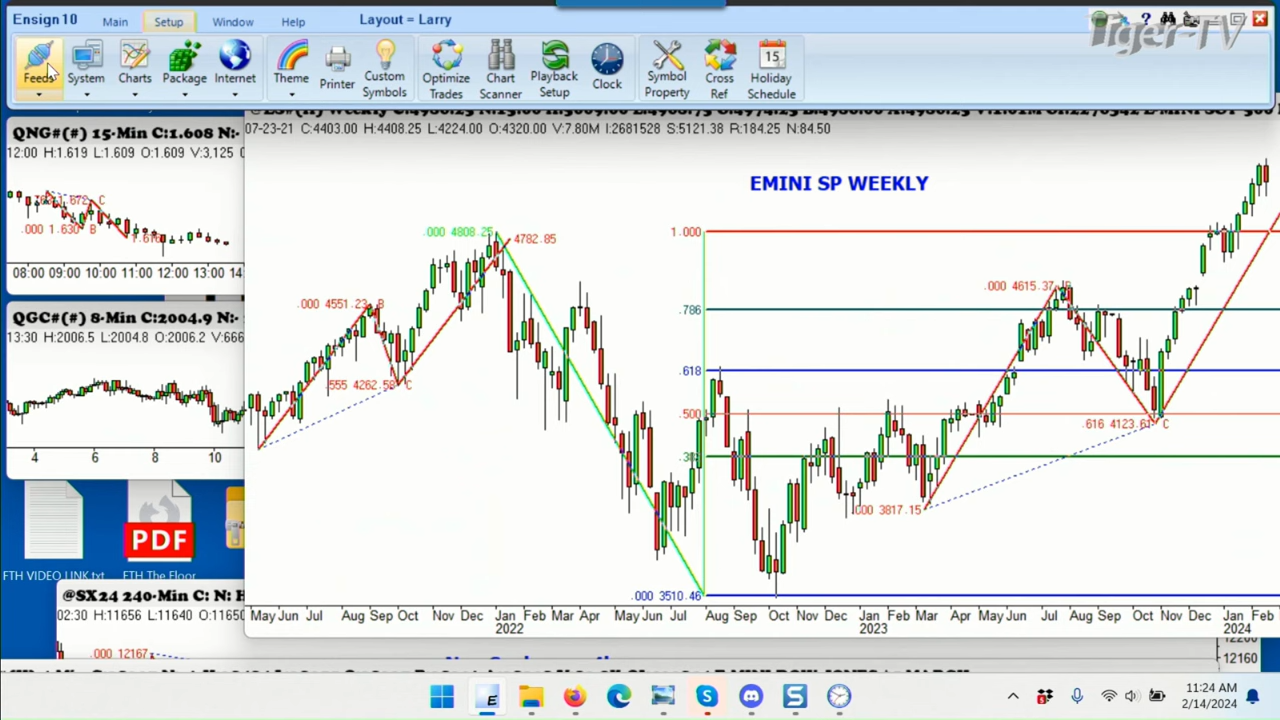 Ensign 10 Main Setup Window Help Layout = Larry
Tiger-TV
Feeds System Charts Package Internet Theme Printer Custom Symbols Optimize Trades Chart Scanner Playback Setup Clock Symbol Property Cross Ref 15 Holiday Schedule
QNG#(#) 15-Min C:1.608 N:-
12:00 H:1.619 L:1.609 O:1.609 V:3,125
C
.000 1.630 B
08:00 09:00 10:00 11:00 12:00 13:00 14
QGC#(#) 8-Min C:2004.9 N:-
13:30 H:2006.5 L:2004.8 O:2006.2 V:666
4 6 8 10
PDF
FTH VIDEO LINK.txt FTH The Floor
@SX24 240-Min C: N: H
02:30 H:11656 L:11640 O:11650
.000 12167
07-23-21 C:4403.00 H:4408.25 L:4224.00 O:4320.00 V:7.80M I:2681528 S:5121.38 R:184.25 N:84.50
EMINI SP WEEKLY
.000 4808.25
4782.85
1.000
.000 4551.23 B
.000 4615.37 B
.786
.618
.555 4262.58 C
.500
.616 4123.61 C
.000 3817.15
.000 3510.46
May Jun Jul Aug Sep Oct Nov Dec Jan Feb Mar Apr May Jun Jul Aug Sep Oct Nov Dec Jan Feb Mar Apr May Jun Jul Aug Sep Oct Nov Dec Jan Feb
2022 2023 2024
12160
11:24 AM
2/14/2024